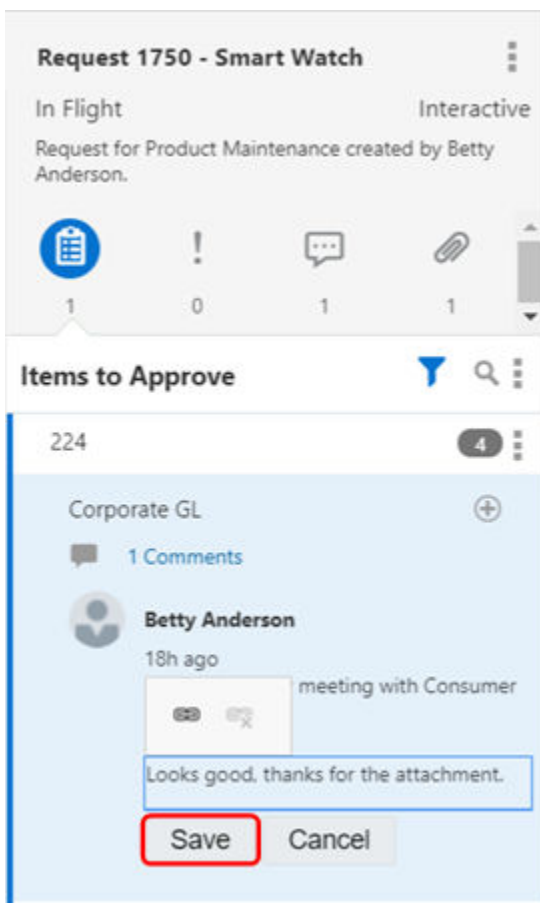 Request 1750 - Smart Watch
In Flight Interactive
Request for Product Maintenance created by Betty
Anderson.
1 0 1 1
Items to Approve
224 4
Corporate GL
1 Comments
Betty Anderson
18h ago
meeting with Consumer
Looks good, thanks for the attachment.
Save Cancel